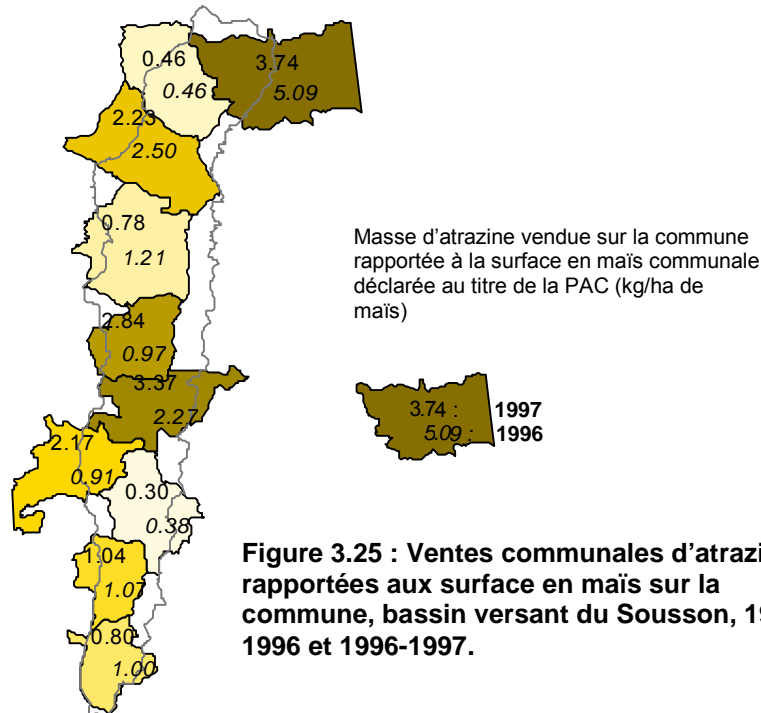 0.46
3.74
0.46
5.09
2.23
2.50
0.78
1.21
Masse d’atrazine vendue sur la commune
rapportée à la surface en maïs communale
déclarée au titre de la PAC (kg/ha de
maïs)
2.84
0.97
3.37
2.27
3.74 : 1997
5.09 : 1996
2.17
0.91
0.30
0.38
Figure 3.25 : Ventes communales
rapportées aux surface en maïs sur la
commune, bassin versant du Sousson,
1996 et 1996-1997.
1.04
1.07
0.80
1.00